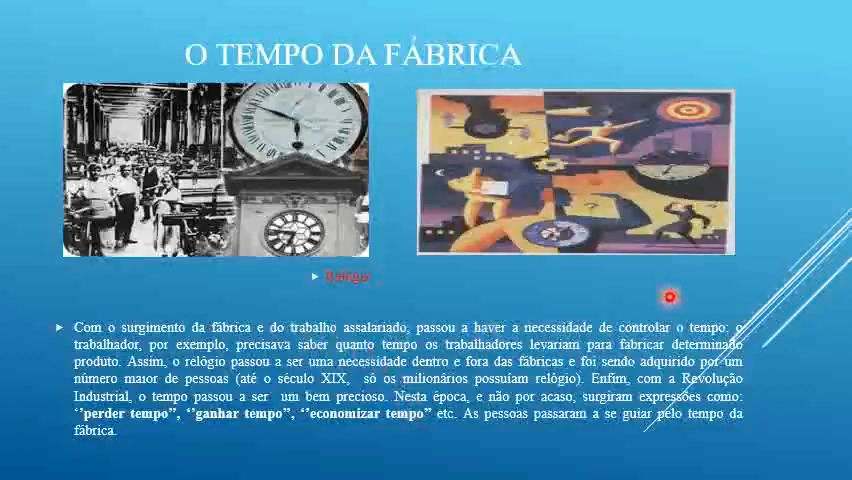 O TEMPO DA FÁBRICA
Relógio
Com o surgimento da fábrica e do trabalho assalariado, passou a haver a necessidade de controlar o tempo; o
trabalhador, por exemplo, precisava saber quanto tempo os trabalhadores levariam para fabricar determinado
produto. Assim, o relógio passou a ser uma necessidade dentro e fora das fábricas e foi sendo adquirido por um
número maior de pessoas (até o século XIX, só os milionários possuíam relógio). Enfim, com a Revolução
Industrial, o tempo passou a ser um bem precioso. Nesta época, e não por acaso, surgiram expressões como:
‘’perder tempo”, ‘’ganhar tempo”, ‘’economizar tempo” etc. As pessoas passaram a se guiar pelo tempo da
fábrica.